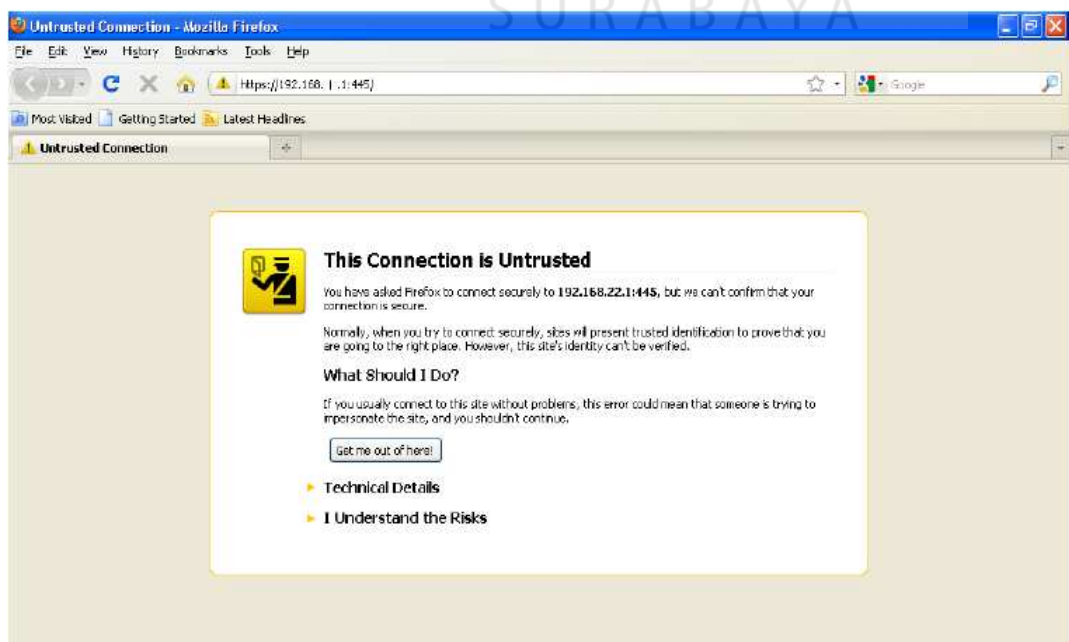 SURABAYA
Untrusted Connection - Mozilla Firefox
File Edit View History Bookmarks Tools Help
https://192.168. | .1:445/
Google
Most Visited Getting Started Latest Headlines
Untrusted Connection
This Connection is Untrusted
You have asked Firefox to connect securely to 192.168.22.1:445, but we can't confirm that your
connection is secure.
Normally, when you try to connect securely, sites will present trusted identification to prove that you
are going to the right place. However, this site's identity can't be verified.
What Should I Do?
If you usually connect to this site without problems, this error could mean that someone is trying to
impersonate the site, and you shouldn't continue.
Get me out of here!
Technical Details
I Understand the Risks